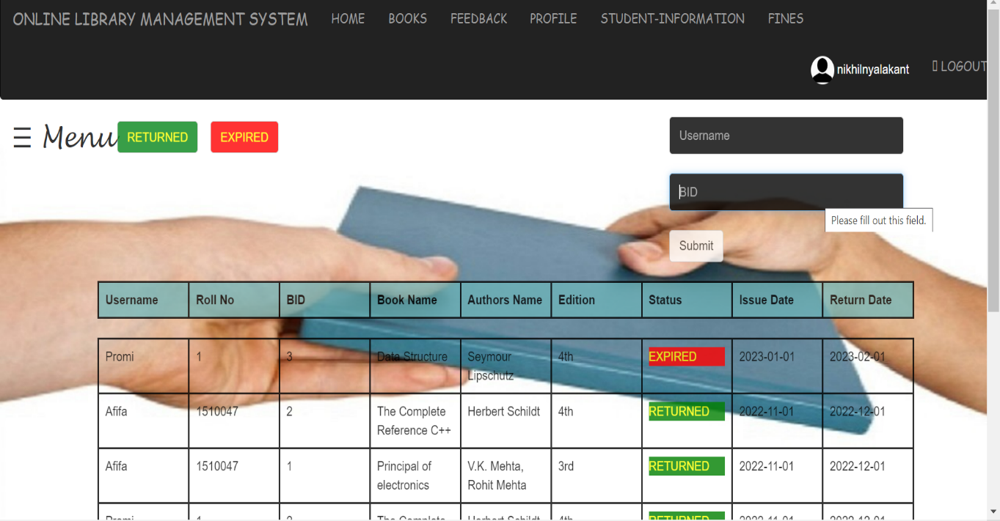 ONLINE LIBRARY MANAGEMENT SYSTEM HOME BOOKS FEEDBACK PROFILE STUDENT-INFORMATION FINES
nikhilnyalakant LOGOUT
☰ Menu RETURNED EXPIRED
Username
BID
Please fill out this field.
Submit
Username Roll No BID Book Name Authors Name Edition Status Issue Date Return Date
Promi 1 3 Data Structure Seymour 4th EXPIRED 2023-01-01 2023-02-01
Lipschutz
Afifa 1510047 2 The Complete Herbert Schildt 4th RETURNED 2022-11-01 2022-12-01
Reference C++
Afifa 1510047 1 Principal of V.K. Mehta, 3rd RETURNED 2022-11-01 2022-12-01
electronics Rohit Mehta
Promi 1 2 The Complete Herbert Schildt 4th RETURNED 2022-11-01 2022-12-01